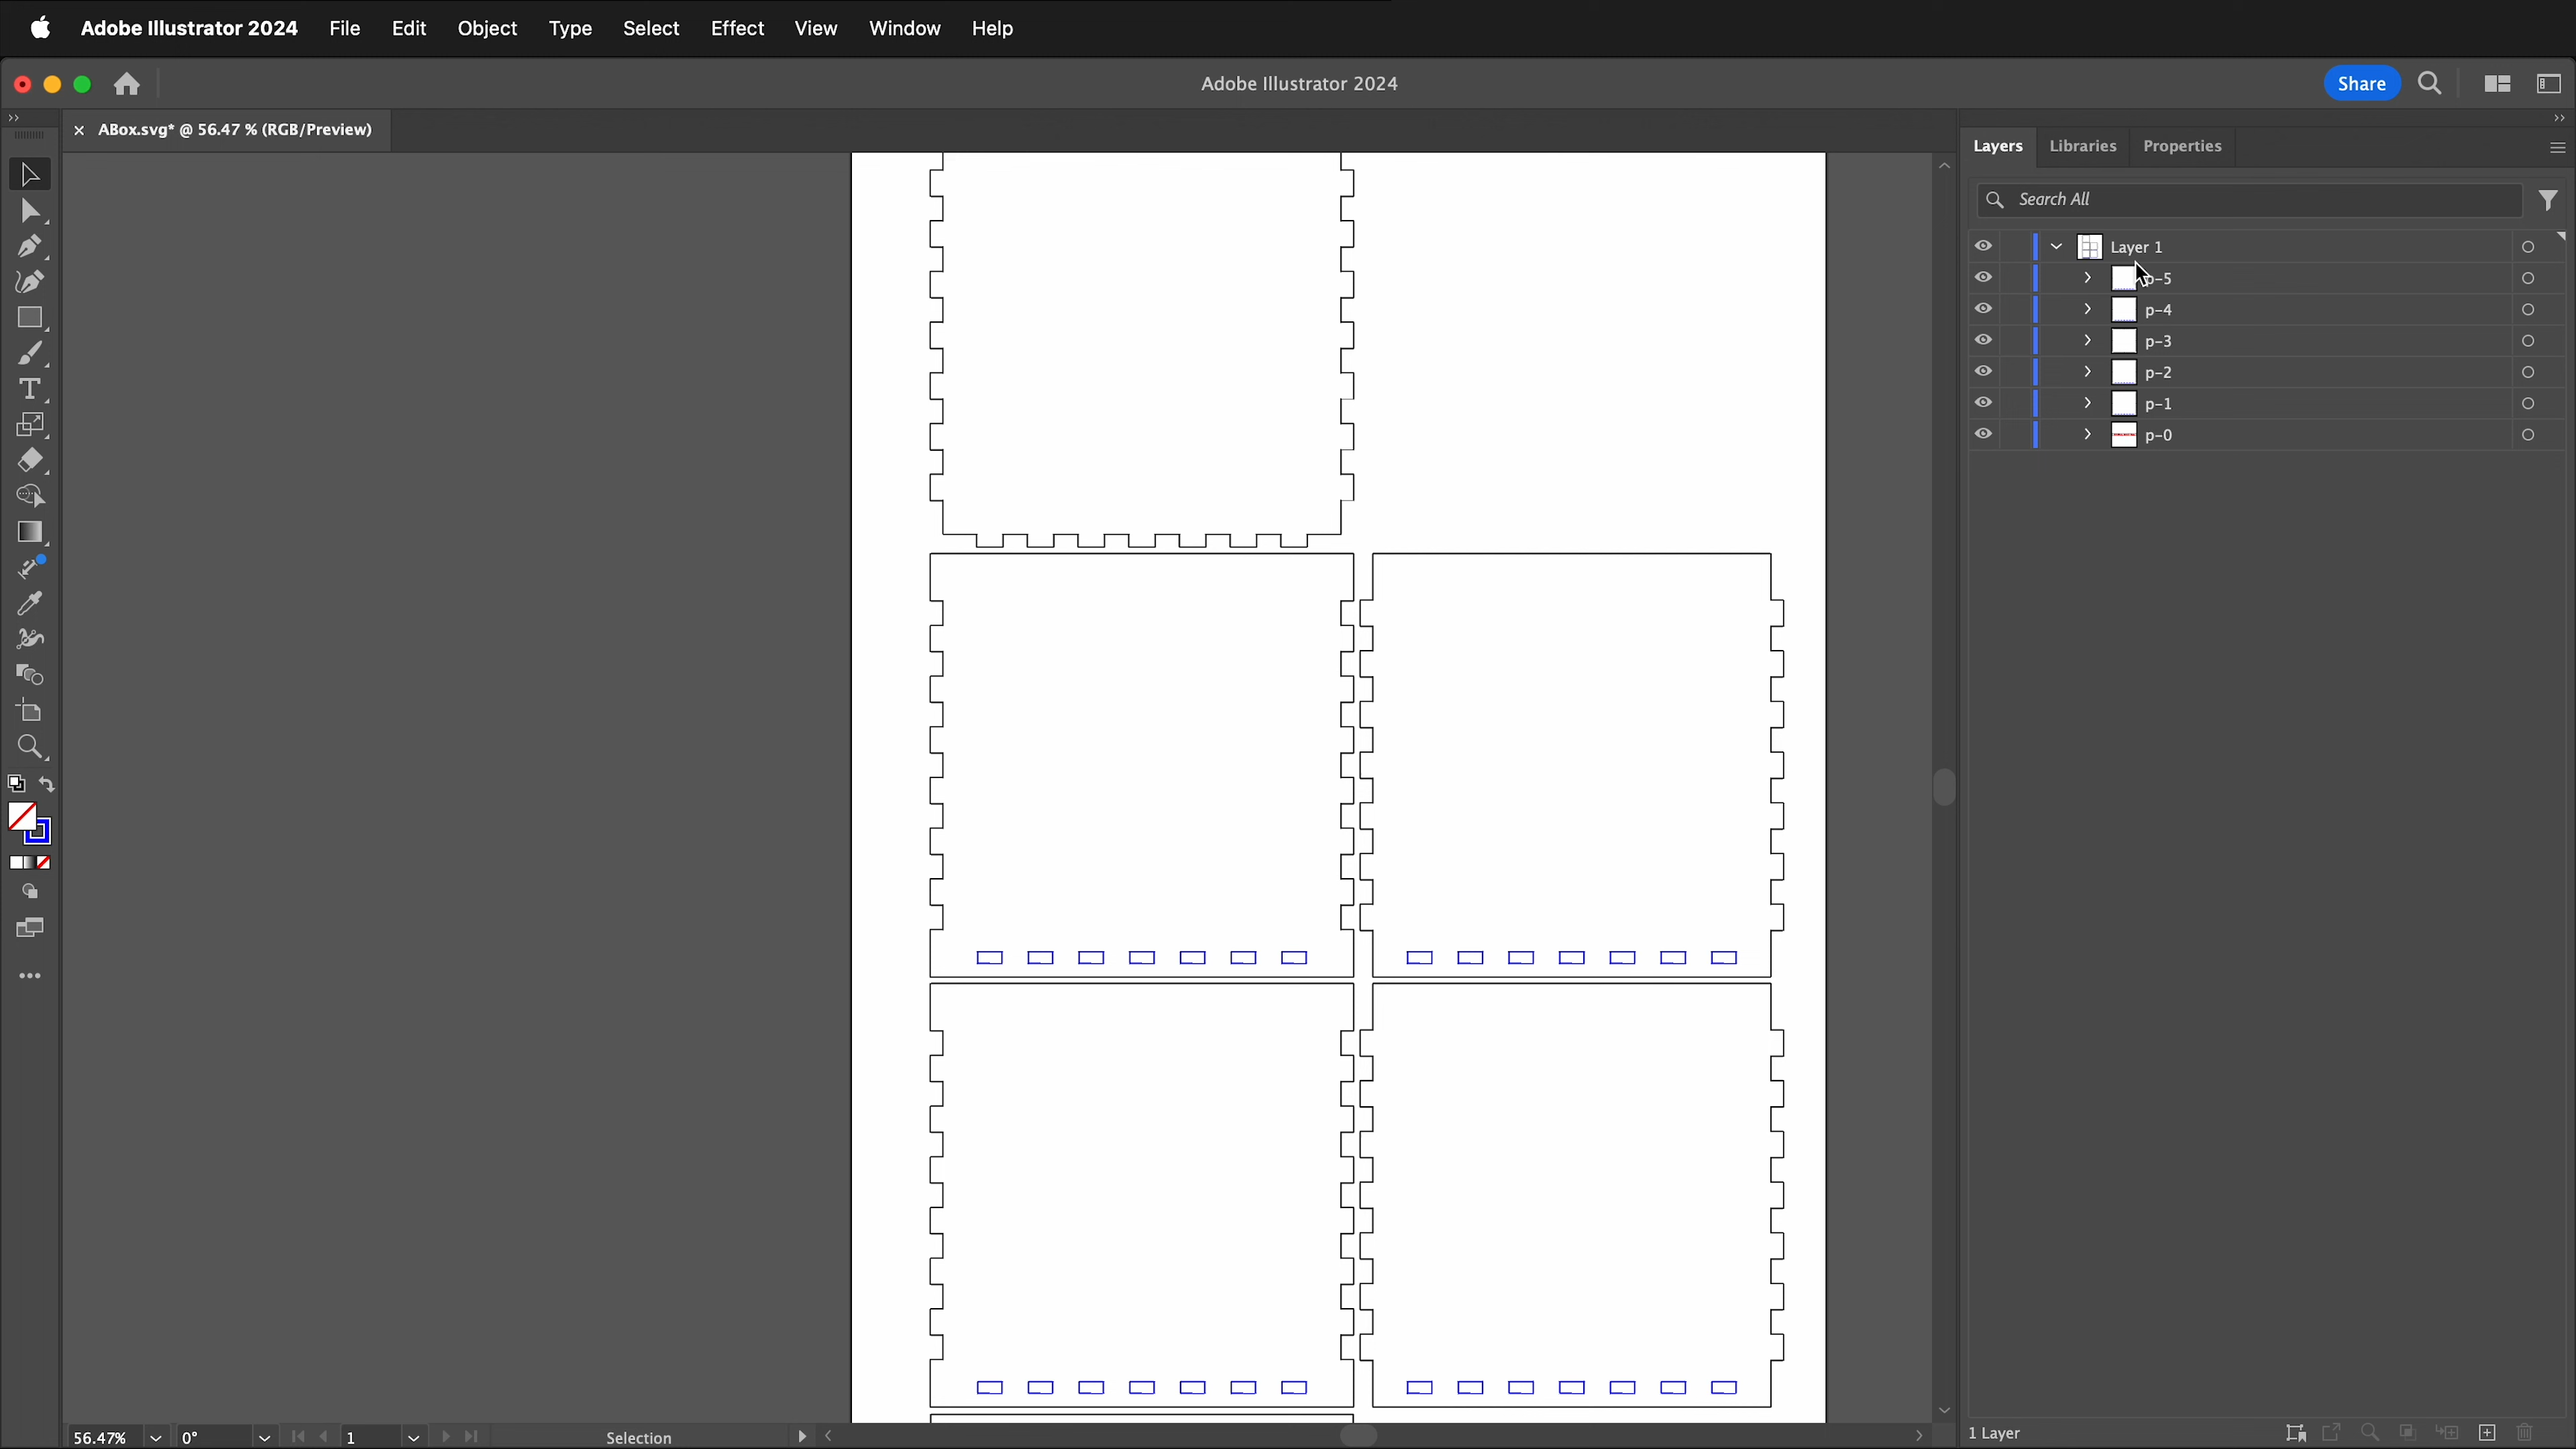 Adobe Illustrator 2024 File Edit Object Type Select Effect View Window Help
Adobe Illustrator 2024
Share
ABox.svg* @ 56.47 % (RGB/Preview)
Layers Libraries Properties
Search All
Layer 1
p-5
p-4
p-3
p-2
p-1
p-0
56.47% 0° 1 Selection
1 Layer